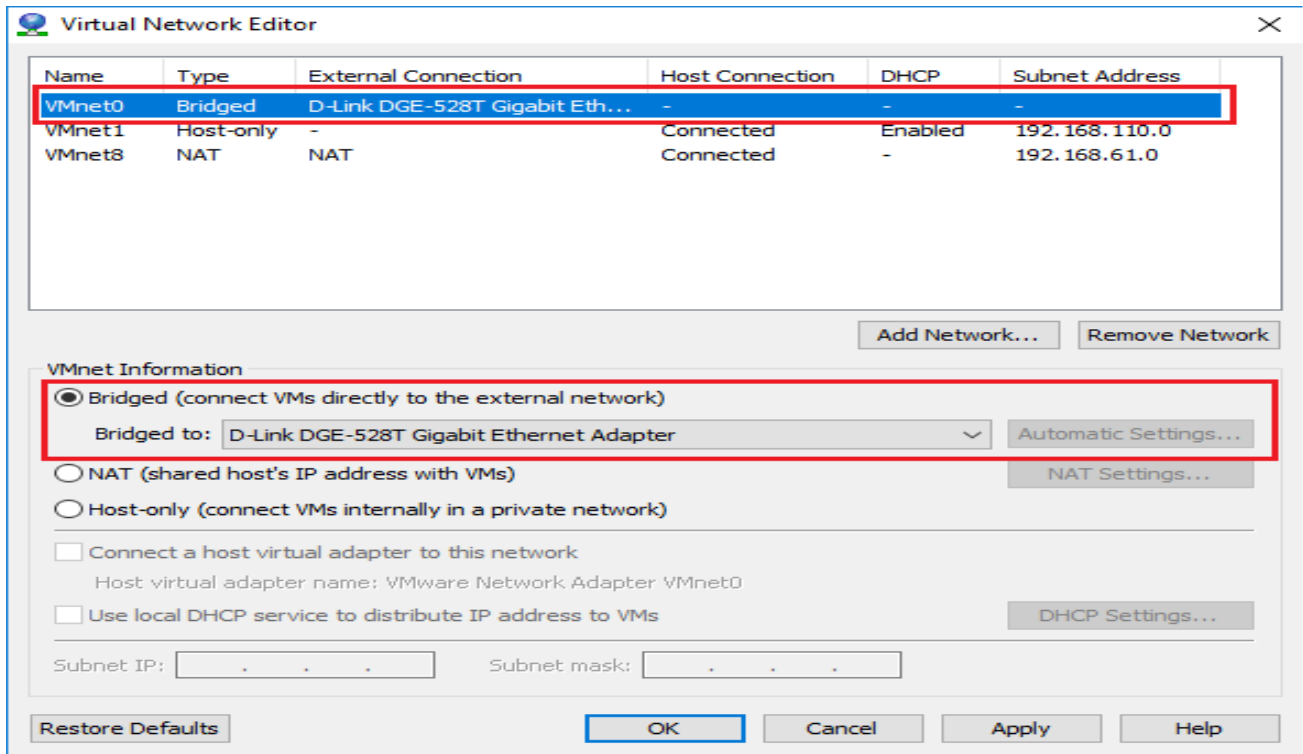 Virtual Network Editor
Name Type External Connection Host Connection DHCP Subnet Address
VMnet0 Bridged D-Link DGE-528T Gigabit Eth... - - -
VMnet1 Host-only - Connected Enabled 192.168.110.0
VMnet8 NAT NAT Connected - 192.168.61.0
Add Network... Remove Network
VMnet Information
Bridged (connect VMs directly to the external network)
Bridged to: D-Link DGE-528T Gigabit Ethernet Adapter Automatic Settings...
NAT (shared host's IP address with VMs) NAT Settings...
Host-only (connect VMs internally in a private network)
Connect a host virtual adapter to this network
Host virtual adapter name: VMware Network Adapter VMnet0
Use local DHCP service to distribute IP address to VMs DHCP Settings...
Subnet IP: . . . Subnet mask: . . .
Restore Defaults OK Cancel Apply Help